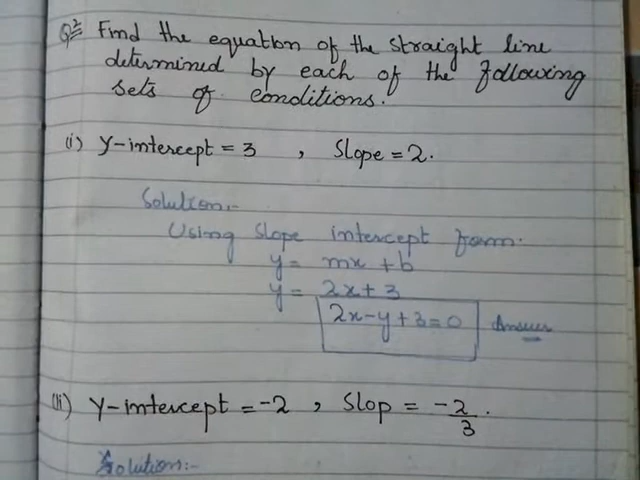 Q2 Find the equation of the straight line
determined by each of the following
sets of conditions.
(i) Y-intercept = 3 , Slope = 2.
Solution:-
Using Slope intercept form.
y = mx + b
y = 2x + 3
2x - y + 3 = 0 Answer
(ii) Y-intercept = -2 , Slop = -2/3.
Solution:-